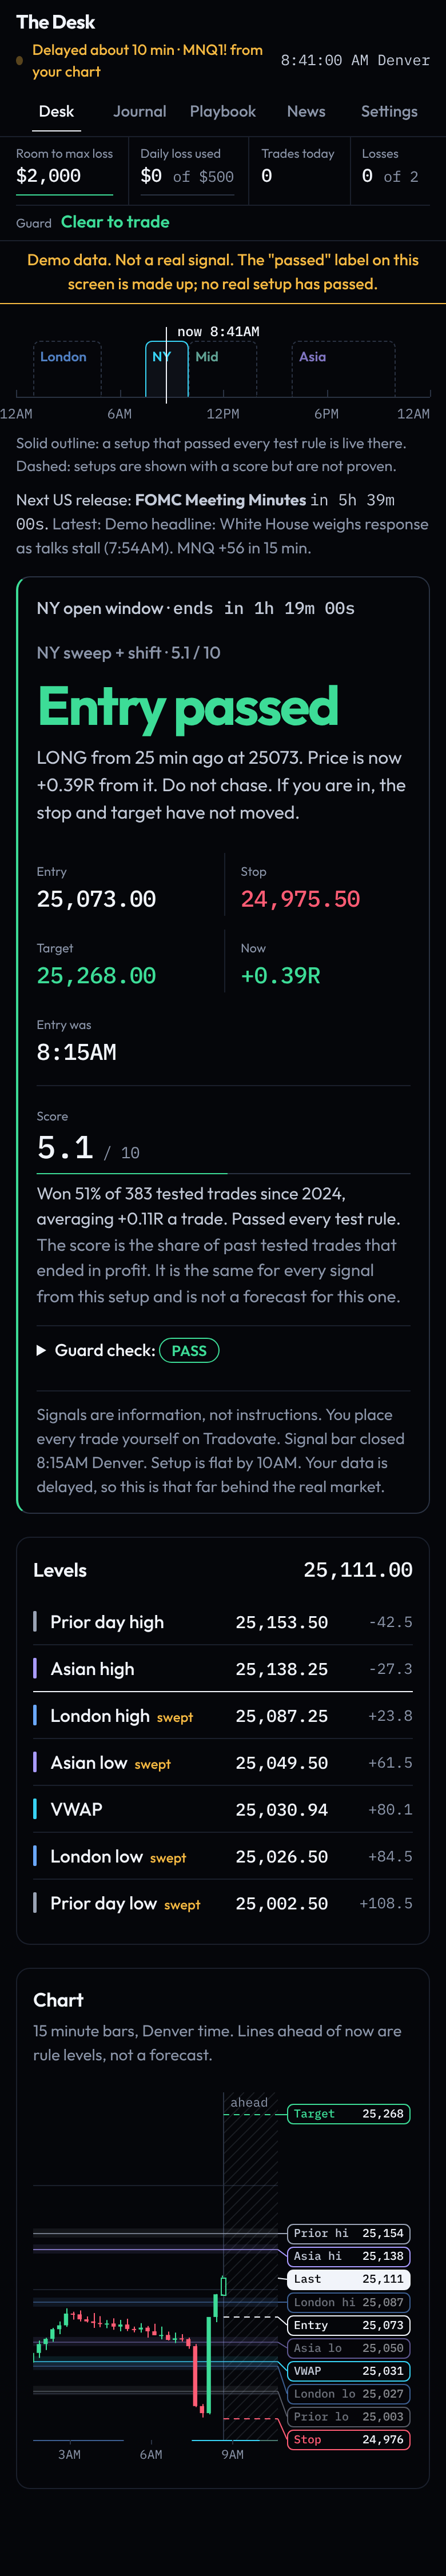 The Desk
Delayed about 10 min · MNQ1! from
your chart
8:41:00 AM Denver
Desk Journal Playbook News Settings
Room to max loss Daily loss used Trades today Losses
$2,000 $0 of $500 0 0 of 2
Guard Clear to trade
Demo data. Not a real signal. The "passed" label on this
screen is made up; no real setup has passed.
now 8:41AM
London NY Mid Asia
12AM 6AM 12PM 6PM 12AM
Solid outline: a setup that passed every test rule is live there.
Dashed: setups are shown with a score but are not proven.
Next US release: FOMC Meeting Minutes in 5h 39m
00s. Latest: Demo headline: White House weighs response
as talks stall (7:54AM). MNQ +56 in 15 min.
NY open window · ends in 1h 19m 00s
NY sweep + shift · 5.1 / 10
Entry passed
LONG from 25 min ago at 25073. Price is now
+0.39R from it. Do not chase. If you are in, the
stop and target have not moved.
Entry Stop
25,073.00 24,975.50
Target Now
25,268.00 +0.39R
Entry was
8:15AM
Score
5.1 / 10
Won 51% of 383 tested trades since 2024,
averaging +0.11R a trade. Passed every test rule.
The score is the share of past tested trades that
ended in profit. It is the same for every signal
from this setup and is not a forecast for this one.
Guard check: PASS
Signals are information, not instructions. You place
every trade yourself on Tradovate. Signal bar closed
8:15AM Denver. Setup is flat by 10AM. Your data is
delayed, so this is that far behind the real market.
Levels 25,111.00
Prior day high 25,153.50 -42.5
Asian high 25,138.25 -27.3
London high swept 25,087.25 +23.8
Asian low swept 25,049.50 +61.5
VWAP 25,030.94 +80.1
London low swept 25,026.50 +84.5
Prior day low swept 25,002.50 +108.5
Chart
15 minute bars, Denver time. Lines ahead of now are
rule levels, not a forecast.
ahead
Target 25,268
Prior hi 25,154
Asia hi 25,138
Last 25,111
London hi 25,087
Entry 25,073
Asia lo 25,050
VWAP 25,031
London lo 25,027
Prior lo 25,003
Stop 24,976
3AM 6AM 9AM